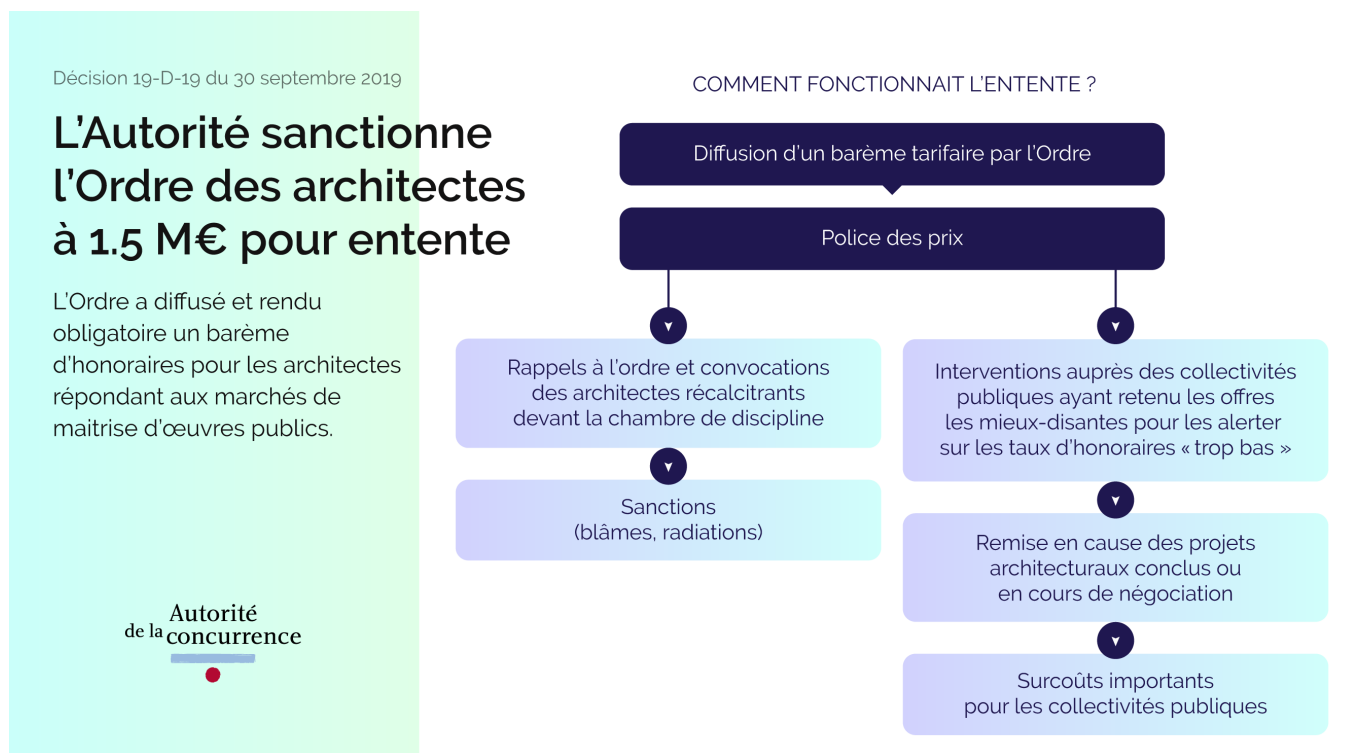 Décision 19-D-19 du 30 septembre 2019
L'Autorité sanctionne
l'Ordre des architectes
à 1.5 M€ pour entente
L'Ordre a diffusé et rendu
obligatoire un barème
d'honoraires pour les architectes
répondant aux marchés de
maitrise d'œuvres publics.
Autorité
de la concurrence
COMMENT FONCTIONNAIT L'ENTENTE ?
Diffusion d'un barème tarifaire par l'Ordre
Police des prix
Rappels à l'ordre et convocations
des architectes récalcitrants
devant la chambre de discipline
Sanctions
(blâmes, radiations)
Interventions auprès des collectivités
publiques ayant retenu les offres
les mieux-disantes pour les alerter
sur les taux d'honoraires « trop bas »
Remise en cause des projets
architecturaux conclus ou
en cours de négociation
Surcoûts importants
pour les collectivités publiques